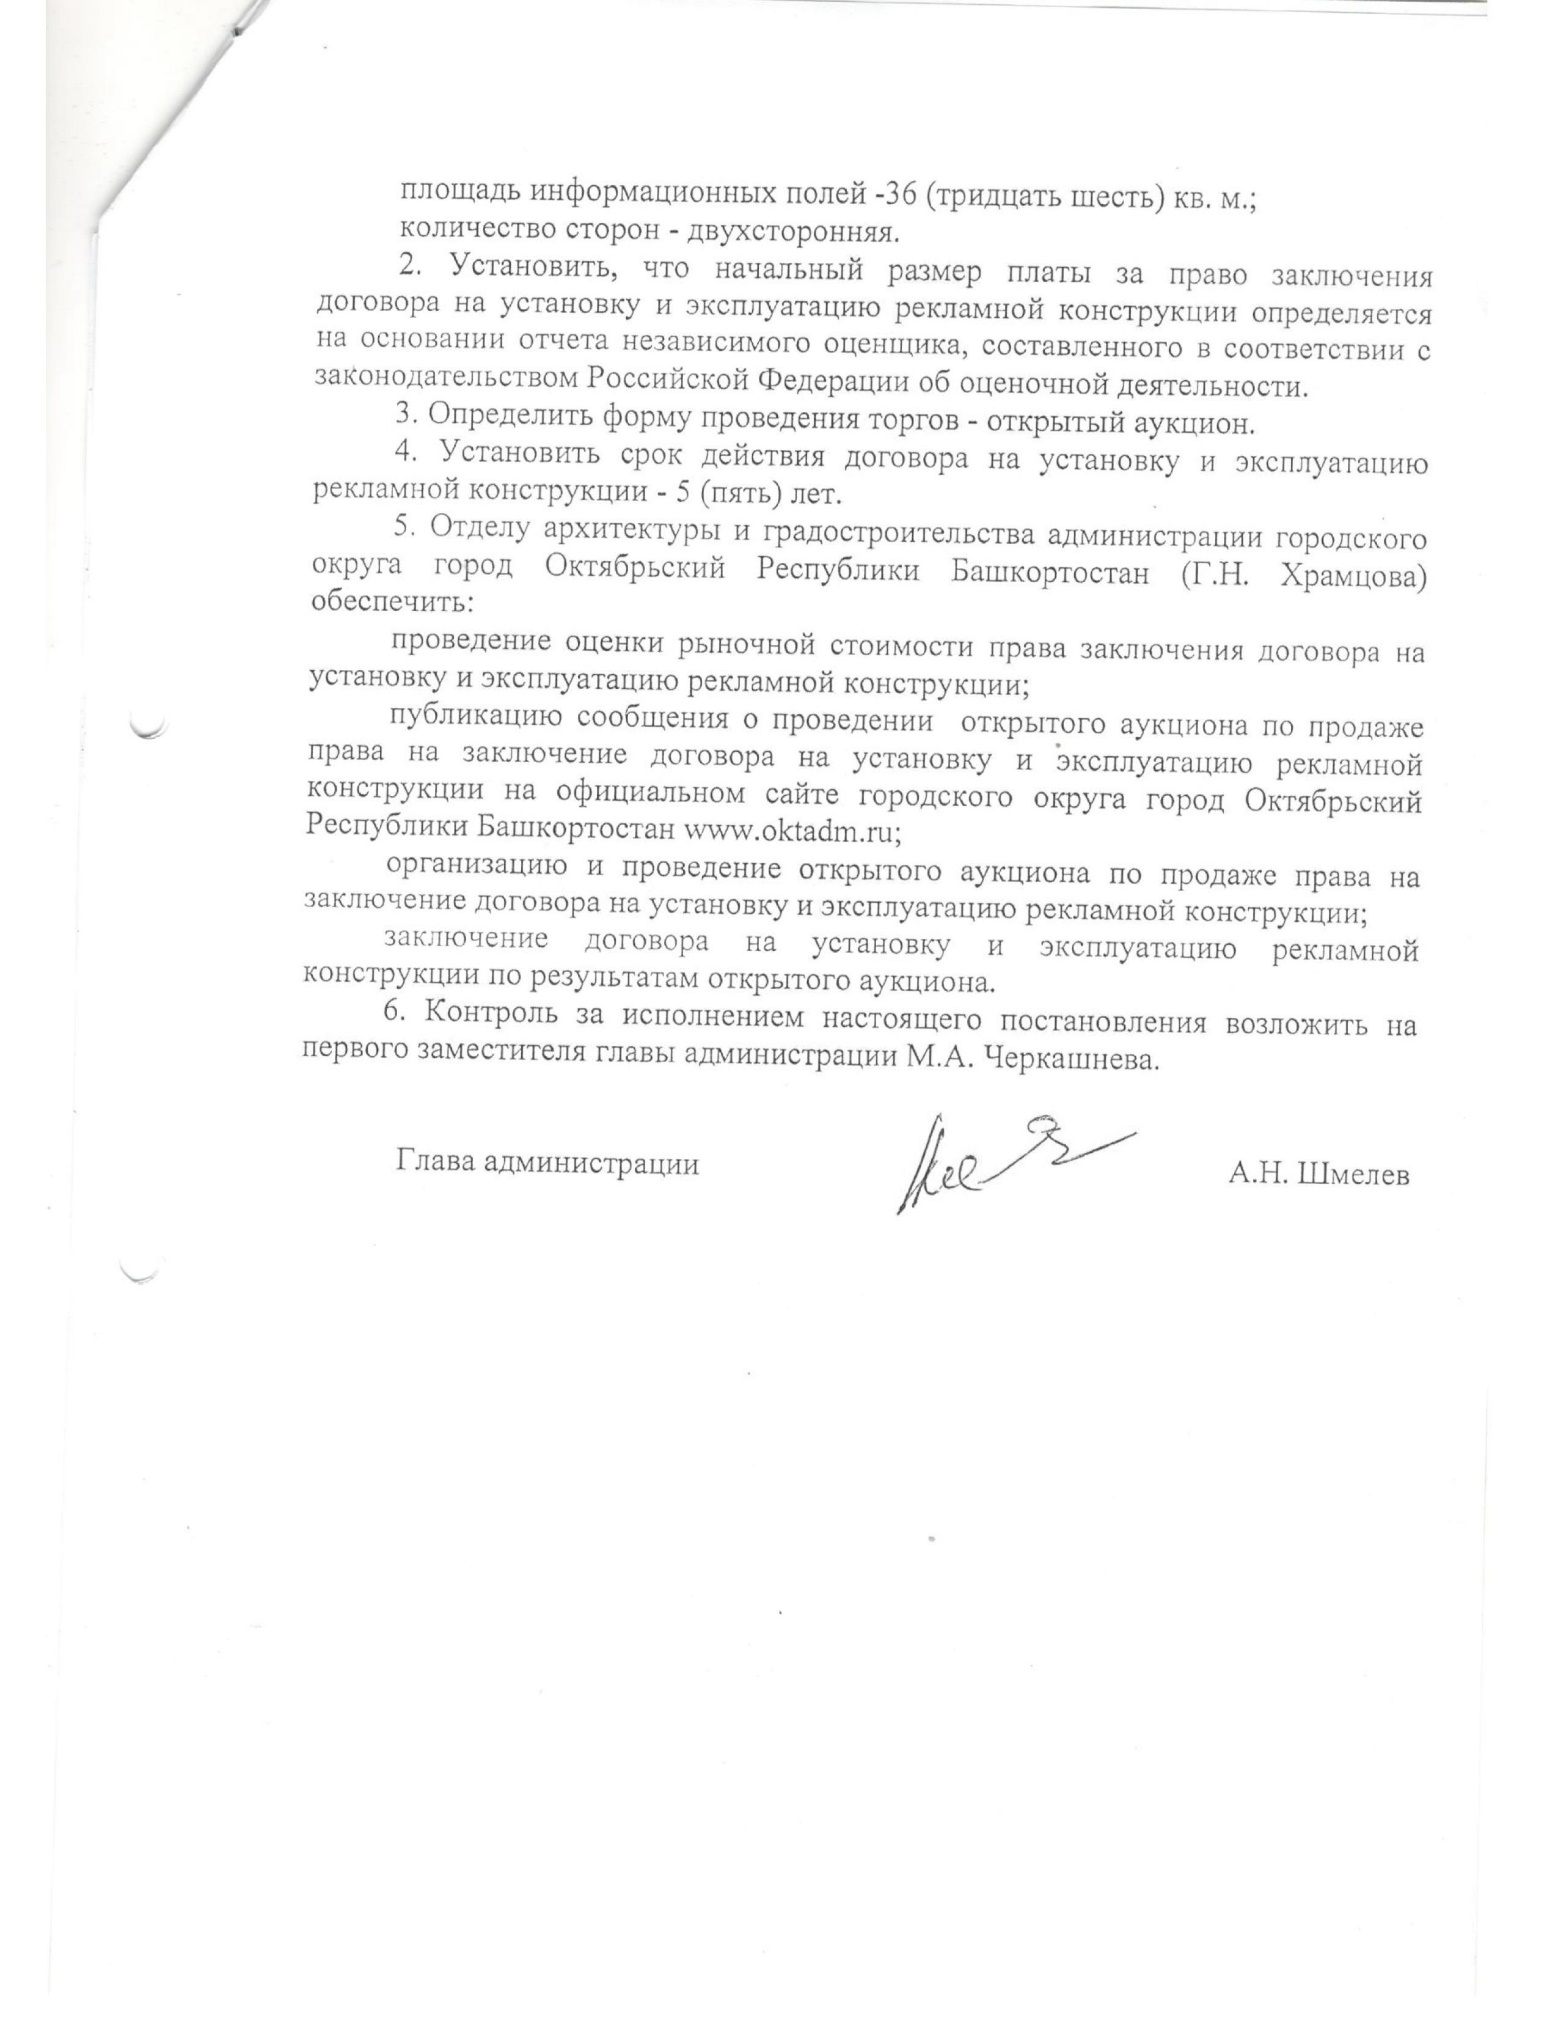 площадь информационных полей -36 (тридцать шесть) кв. м.;
количество сторон - двухсторонняя.
2. Установить, что начальный размер платы за право заключения
договора на установку и эксплуатацию рекламной конструкции определяется
на основании отчета независимого оценщика, составленного в соответствии с
законодательством Российской Федерации об оценочной деятельности.
3. Определить форму проведения торгов - открытый аукцион.
4. Установить срок действия договора на установку и эксплуатацию
рекламной конструкции - 5 (пять) лет.
5. Отделу архитектуры и градостроительства администрации городского
округа город Октябрьский Республики Башкортостан (Г.Н. Храмцова)
обеспечить:
проведение оценки рыночной стоимости права заключения договора на
установку и эксплуатацию рекламной конструкции;
публикацию сообщения о проведении открытого аукциона по продаже
права на заключение договора на установку и эксплуатацию рекламной
конструкции на официальном сайте городского округа город Октябрьский
Республики Башкортостан www.oktadm.ru;
организацию и проведение открытого аукциона по продаже права на
заключение договора на установку и эксплуатацию рекламной конструкции;
заключение договора на установку и эксплуатацию рекламной
конструкции по результатам открытого аукциона.
6. Контроль за исполнением настоящего постановления возложить на
первого заместителя главы администрации М.А. Черкашнева.
Глава администрации
А.Н. Шмелев